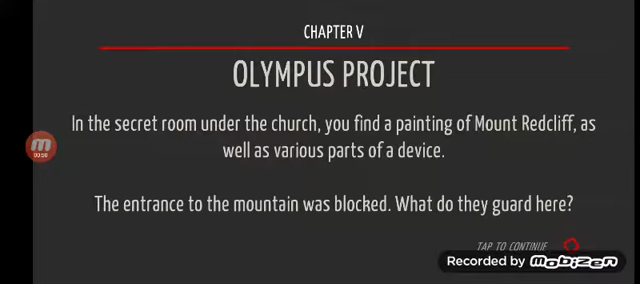 CHAPTER V
OLYMPUS PROJECT
In the secret room under the church, you find a painting of Mount Redcliff, as
well as various parts of a device.
The entrance to the mountain was blocked. What do they guard here?
TAP TO CONTINUE
Recorded by mobizen